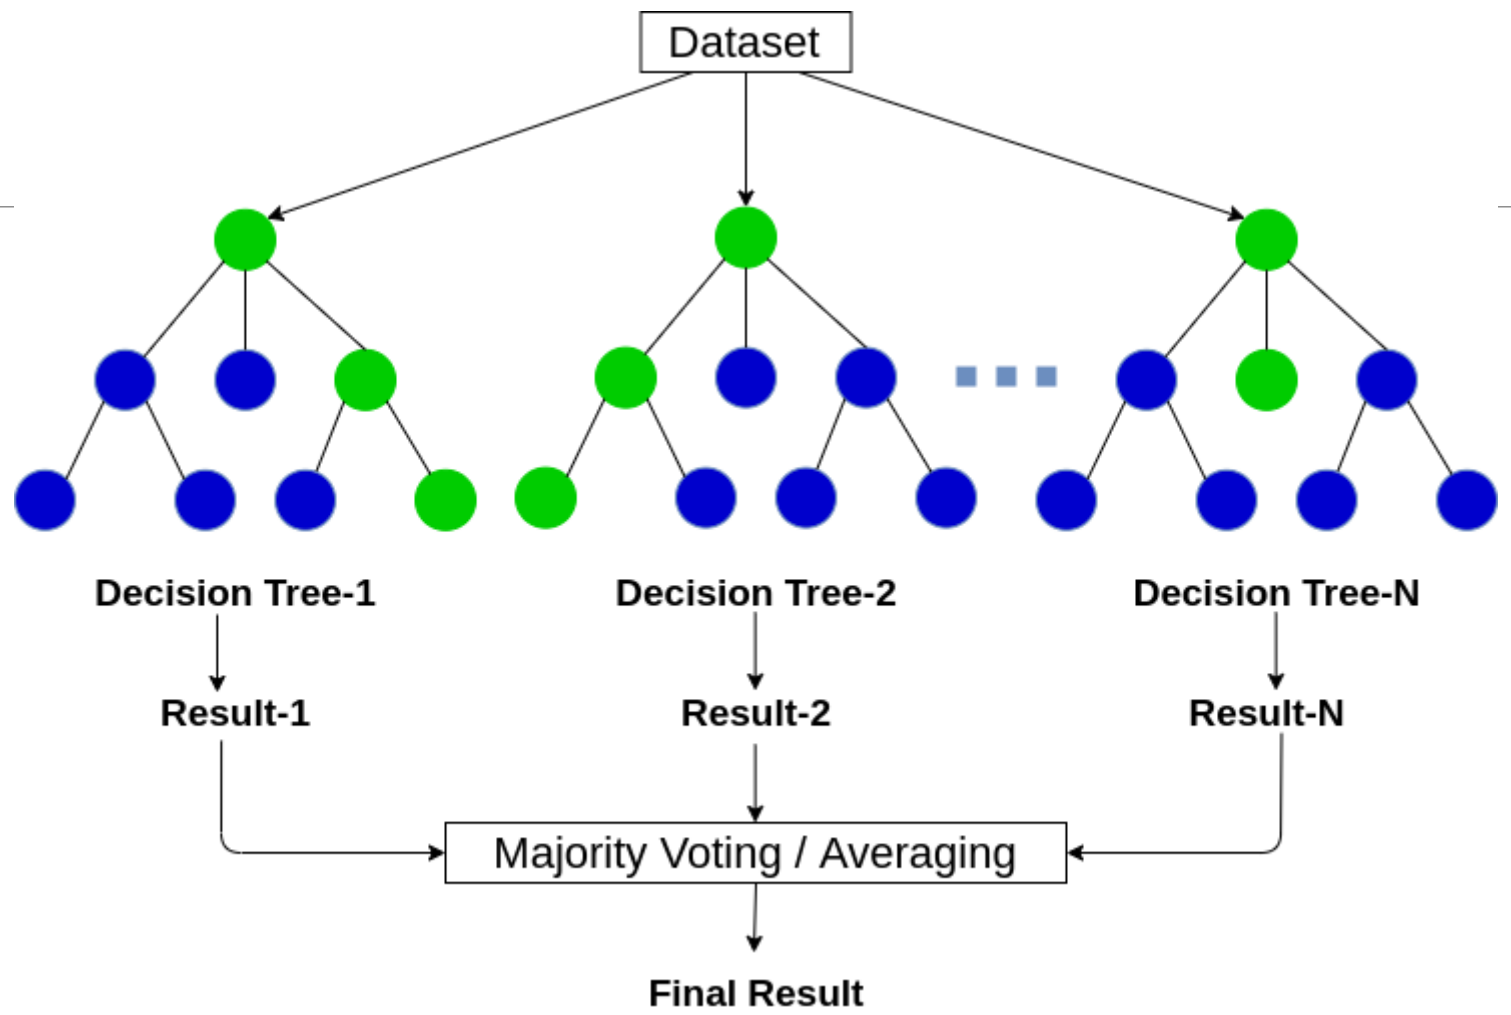 Dataset
Decision Tree-1
Decision Tree-2
Decision Tree-N
Result-1
Result-2
Result-N
Majority Voting / Averaging
Final Result